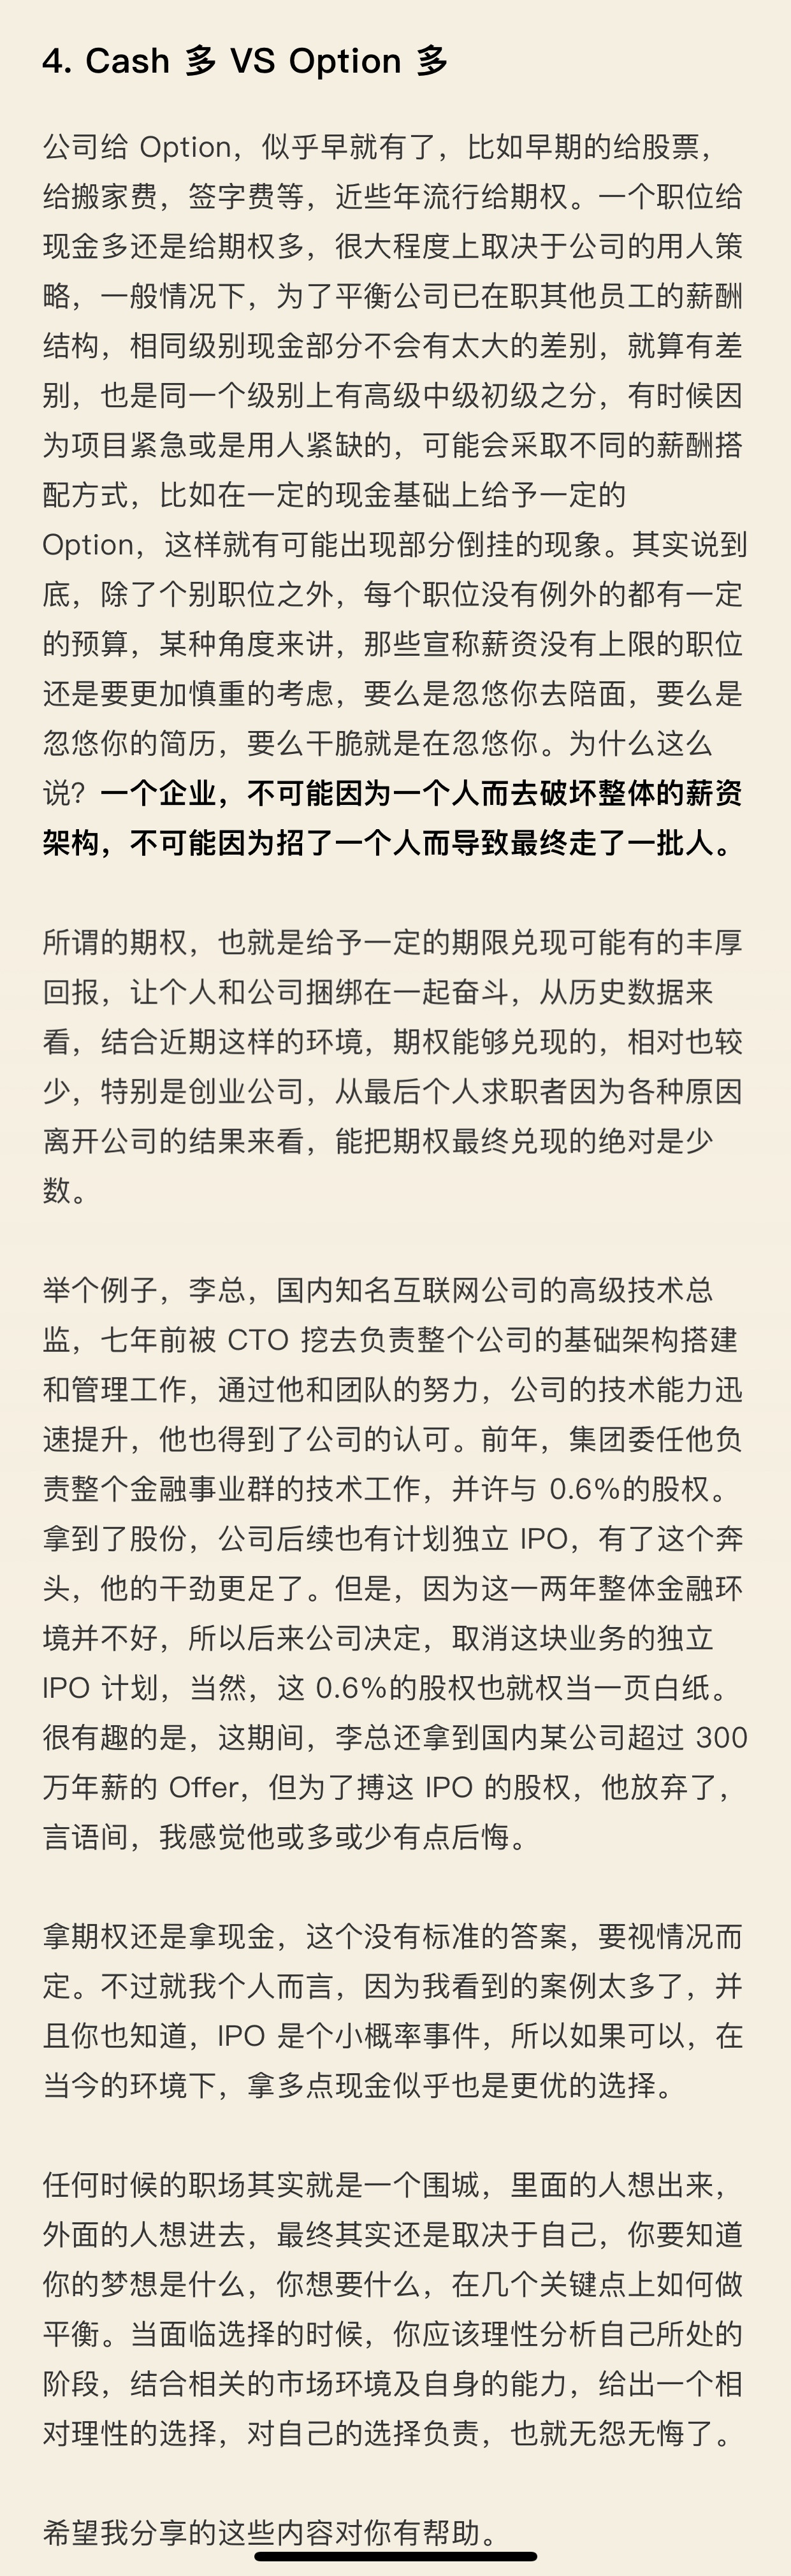 4. Cash 多 VS Option 多
公司给 Option，似乎早就有了，比如早期的给股票，
给搬家费，签字费等，近些年流行给期权。一个职位给
现金多还是给期权多，很大程度上取决于公司的用人策
略，一般情况下，为了平衡公司已在职其他员工的薪酬
结构，相同级别现金部分不会有太大的差别，就算有差
别，也是同一个级别上有高级中级初级之分，有时候因
为项目紧急或是用人紧缺的，可能会采取不同的薪酬搭
配方式，比如在一定的现金基础上给予一定的
Option，这样就有可能出现部分倒挂的现象。其实说到
底，除了个别职位之外，每个职位没有例外的都有一定
的预算，某种角度来讲，那些宣称薪资没有上限的职位
还是要更加慎重的考虑，要么是忽悠你去陪面，要么是
忽悠你的简历，要么干脆就是在忽悠你。为什么这么
说？一个企业，不可能因为一个人而去破坏整体的薪资
架构，不可能因为招了一个人而导致最终走了一批人。
所谓的期权，也就是给予一定的期限兑现可能有的丰厚
回报，让个人和公司捆绑在一起奋斗，从历史数据来
看，结合近期这样的环境，期权能够兑现的，相对也较
少，特别是创业公司，从最后个人求职者因为各种原因
离开公司的结果来看，能把期权最终兑现的绝对是少
数。
举个例子，李总，国内知名互联网公司的高级技术总
监，七年前被 CTO 挖去负责整个公司的基础架构搭建
和管理工作，通过他和团队的努力，公司的技术能力迅
速提升，他也得到了公司的认可。前年，集团委任他负
责整个金融事业群的技术工作，并许与 0.6%的股权。
拿到了股份，公司后续也有计划独立 IPO，有了这个奔
头，他的干劲更足了。但是，因为这一两年整体金融环
境并不好，所以后来公司决定，取消这块业务的独立
IPO 计划，当然，这 0.6%的股权也就权当一页白纸。
很有趣的是，这期间，李总还拿到国内某公司超过 300
万年薪的 Offer，但为了搏这 IPO 的股权，他放弃了，
言语间，我感觉他或多或少有点后悔。
拿期权还是拿现金，这个没有标准的答案，要视情况而
定。不过就我个人而言，因为我看到的案例太多了，并
且你也知道，IPO 是个小概率事件，所以如果可以，在
当今的环境下，拿多点现金似乎也是更优的选择。
任何时候的职场其实就是一个围城，里面的人想出来，
外面的人想进去，最终其实还是取决于自己，你要知道
你的梦想是什么，你想要什么，在几个关键点上如何做
平衡。当面临选择的时候，你应该理性分析自己所处的
阶段，结合相关的市场环境及自身的能力，给出一个相
对理性的选择，对自己的选择负责，也就无怨无悔了。
希望我分享的这些内容对你有帮助。